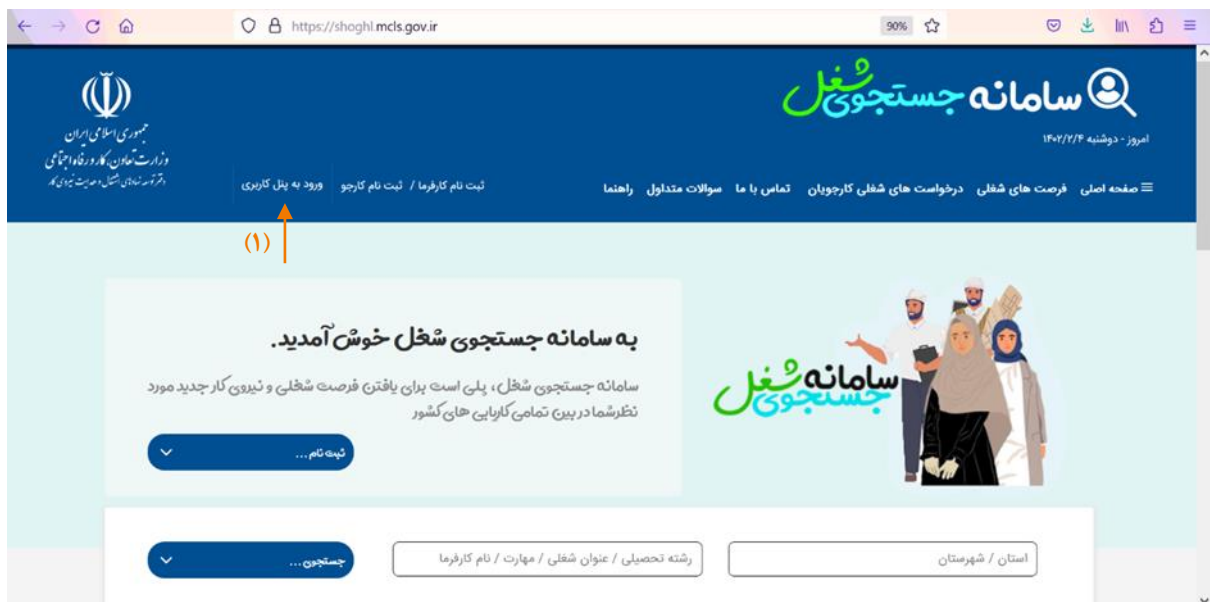 https://shoghl.mcls.gov.ir
90%
سامانه جستجوی شغل
امروز - دوشنبه ۱۴۰۲/۲/۴
جمهوری اسلامی ایران
وزارت تعاون، کار و رفاه اجتماعی
صفحه اصلی فرصت های شغلی درخواست های شغلی کارجویان تماس با ما سوالات متداول راهنما
ثبت نام کارفرما / ثبت نام کارجو ورود به پنل کاربری
(۱)
به سامانه جستجوی شغل خوش آمدید.
سامانه جستجوی شغل، پلی است برای یافتن فرصت شغلی و نیروی کار جدید مورد
نظرشما در بین تمامی کاریابی های کشور
ثبت نام...
سامانه شغل
جستجوی
استان / شهرستان
رشته تحصیلی / عنوان شغلی / مهارت / نام کارفرما
جستجوی...